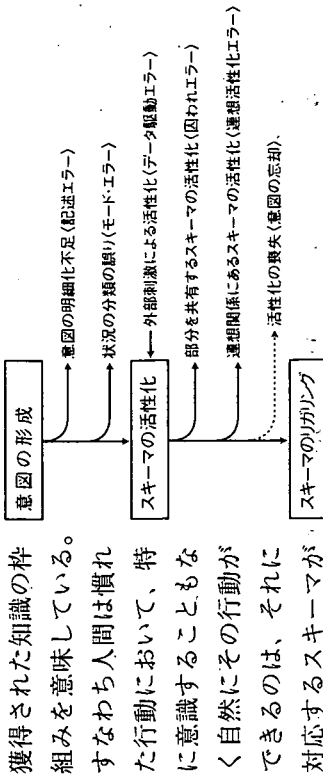 獲得された知識の枠
組みを意味している。
すなわち人間は慣れ
た行動において、特
に意識することもな
く自然にその行動が
できるのは、それに
対応するスキーマが
意図の形成
意図の明細化不足〈記述エラー〉
状況の分類の誤り〈モード・エラー〉
スキーマの活性化
外部刺激による活性化〈データ駆動エラー〉
部分を共有するスキーマの活性化〈囚われエラー〉
連想関係にあるスキーマの活性化〈連想活性化エラー〉
活性化の喪失〈意図の忘却〉、
スキーマのトリガリング